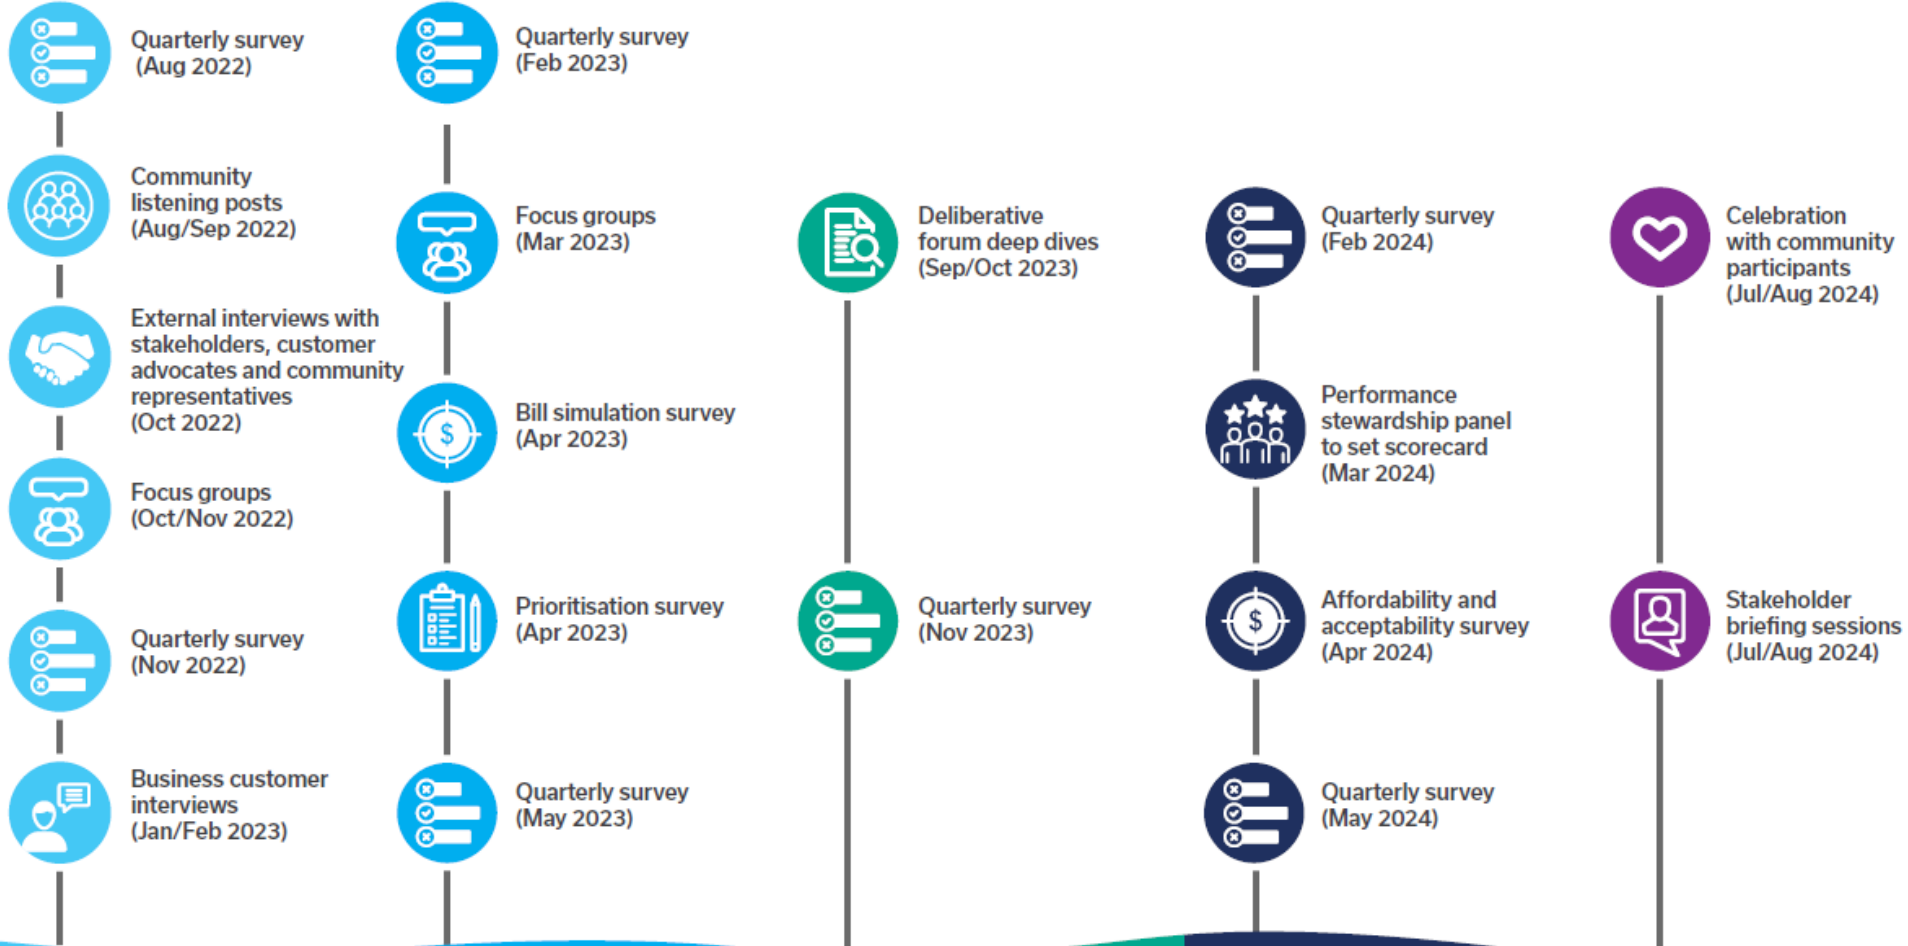 Quarterly survey
(Aug 2022)
Community
listening posts
(Aug/Sep 2022)
External interviews with
stakeholders, customer
advocates and community
representatives
(Oct 2022)
Focus groups
(Oct/Nov 2022)
Quarterly survey
(Nov 2022)
Business customer
interviews
(Jan/Feb 2023)
Quarterly survey
(Feb 2023)
Focus groups
(Mar 2023)
$
Bill simulation survey
(Apr 2023)
Prioritisation survey
(Apr 2023)
Quarterly survey
(May 2023)
Deliberative
forum deep dives
(Sep/Oct 2023)
Quarterly survey
(Nov 2023)
Quarterly survey
(Feb 2024)
Performance
stewardship panel
to set scorecard
(Mar 2024)
$
Affordability and
acceptability survey
(Apr 2024)
Quarterly survey
(May 2024)
Celebration
with community
participants
(Jul/Aug 2024)
Stakeholder
briefing sessions
(Jul/Aug 2024)